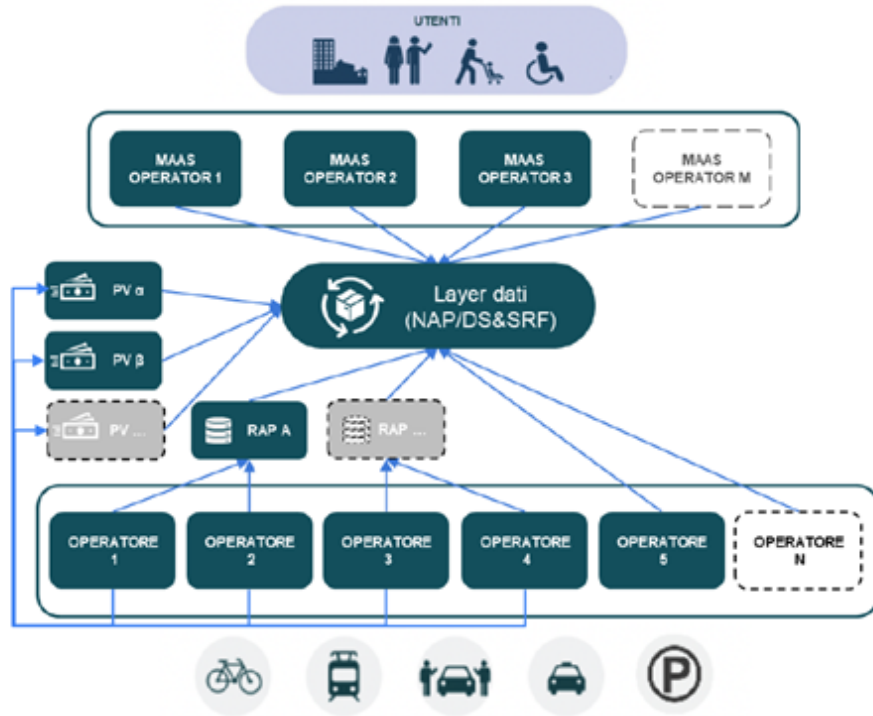 UTENTI
MAAS
OPERATOR 1
MAAS
OPERATOR 2
MAAS
OPERATOR 3
MAAS
OPERATOR M
PV α
Layer dati
(NAP/DS&SRF)
PV β
PV ...
RAP A
RAP ...
OPERATORE
1
OPERATORE
2
OPERATORE
3
OPERATORE
4
OPERATORE
5
OPERATORE
N
P